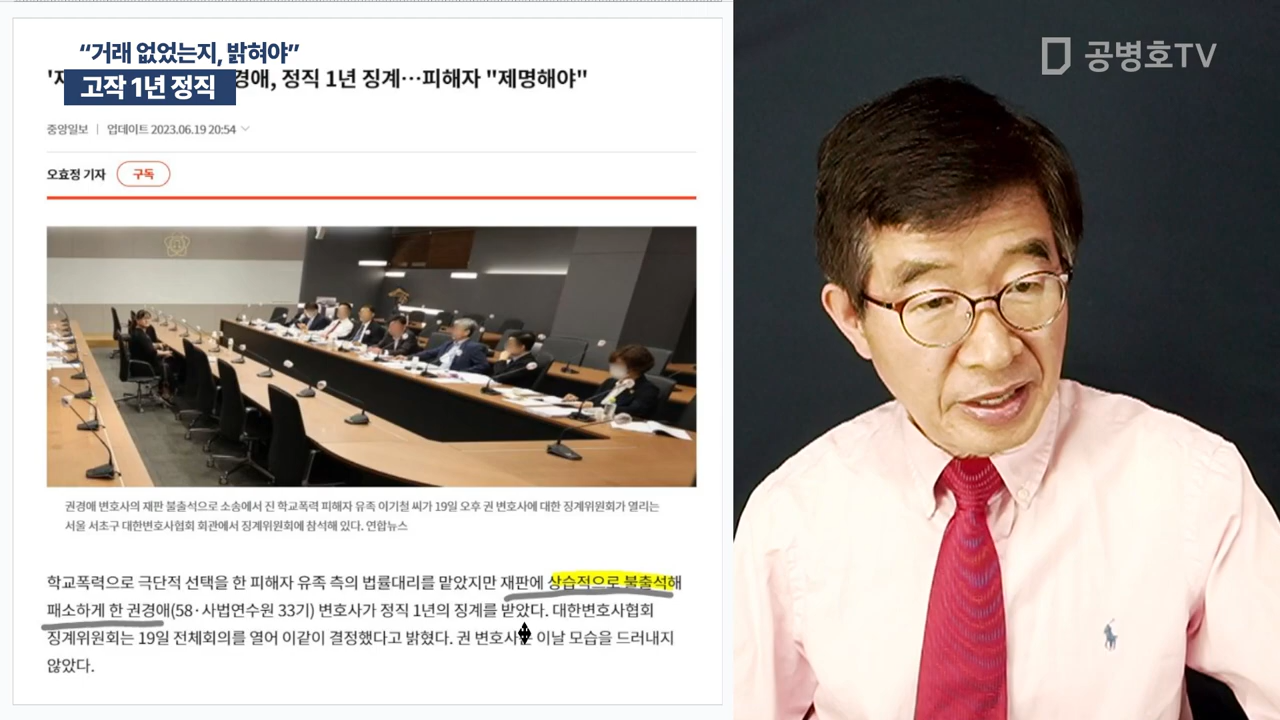 “거래 없었는지, 밝혀야”
고작 1년 정직
경애, 정직 1년 징계…피해자 "제명해야"
중앙일보 | 업데이트 2023.06.19 20:54
오효정 기자 구독
권경애 변호사의 재판 불출석으로 소송에서 진 학교폭력 피해자 유족 이기철 씨가 19일 오후 권 변호사에 대한 징계위원회가 열리는
서울 서초구 대한변호사협회 회관에서 징계위원회에 참석해 있다. 연합뉴스
학교폭력으로 극단적 선택을 한 피해자 유족 측의 법률대리를 맡았지만 재판에 상습적으로 불출석해
패소하게 한 권경애(58·사법연수원 33기) 변호사가 정직 1년의 징계를 받았다. 대한변호사협회
징계위원회는 19일 전체회의를 열어 이같이 결정했다고 밝혔다. 권 변호사는 이날 모습을 드러내지
않았다.
공병호TV